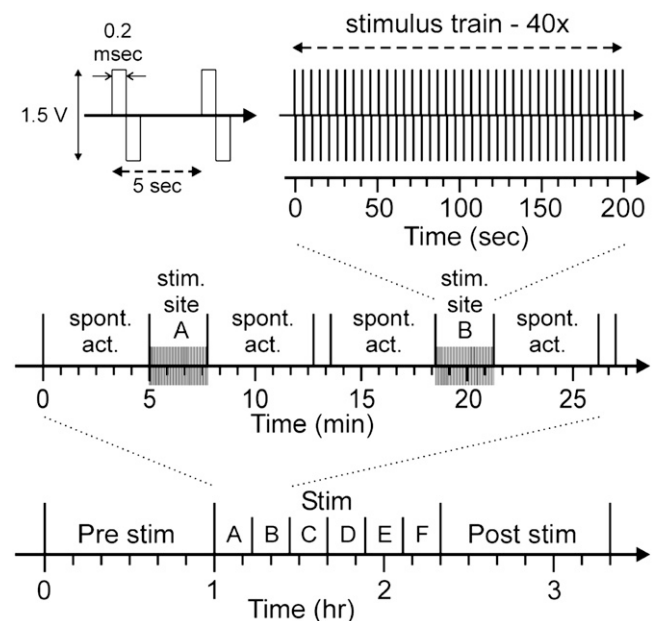 0.2
msec
1.5 V
5 sec
stimulus train - 40x
0 50 100 150 200
Time (sec)
spont.
act.
stim.
site
A
spont.
act.
spont.
act.
stim.
site
B
spont.
act.
0 5 10 15 20 25
Time (min)
Stim
Pre stim A B C D E F Post stim
0 1 2 3
Time (hr)